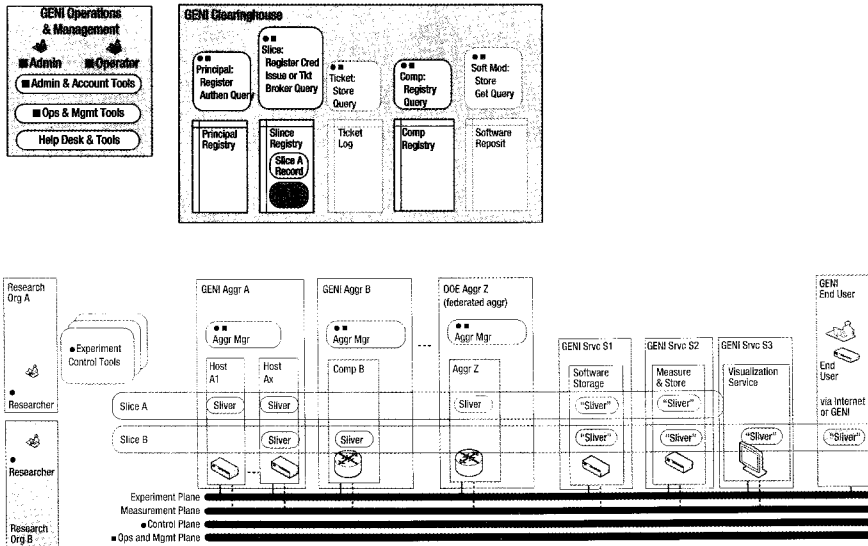 GENI Operations
& Management
■ Admin ■ Operator
■ Admin & Account Tools
■ Ops & Mgmt Tools
Help Desk & Tools
GENI Clearinghouse
Principal:
Register
Authen Query
Slice:
Register Cred
Issue or Tkt
Broker Query
Ticket:
Store
Query
Comp:
Registry
Query
Soft Mod:
Store
Get Query
Principal
Registry
Slince
Registry
Slice A
Record
Ticket
Log
Comp
Registry
Software
Reposit
Research
Org A
● Researcher
● Experiment
Control Tools
GENI Aggr A
Aggr Mgr
Host
A1
Host
Ax
GENI Aggr B
Aggr Mgr
Comp B
DOE Aggr Z
(federated aggr)
Aggr Mgr
Aggr Z
GENI Srvc S1
Software
Storage
GENI Srvc S2
Measure
& Store
GENI Srvc S3
Visualization
Service
GENI
End User
End
User
via Internet
or GENI
Slice A
Sliver
Sliver
Sliver
"Sliver"
"Sliver"
Slice B
Sliver
Sliver
"Sliver"
"Sliver"
"Sliver"
"Sliver"
● Researcher
Research
Org B
Experiment Plane
Measurement Plane
● Control Plane
■ Ops and Mgmt Plane